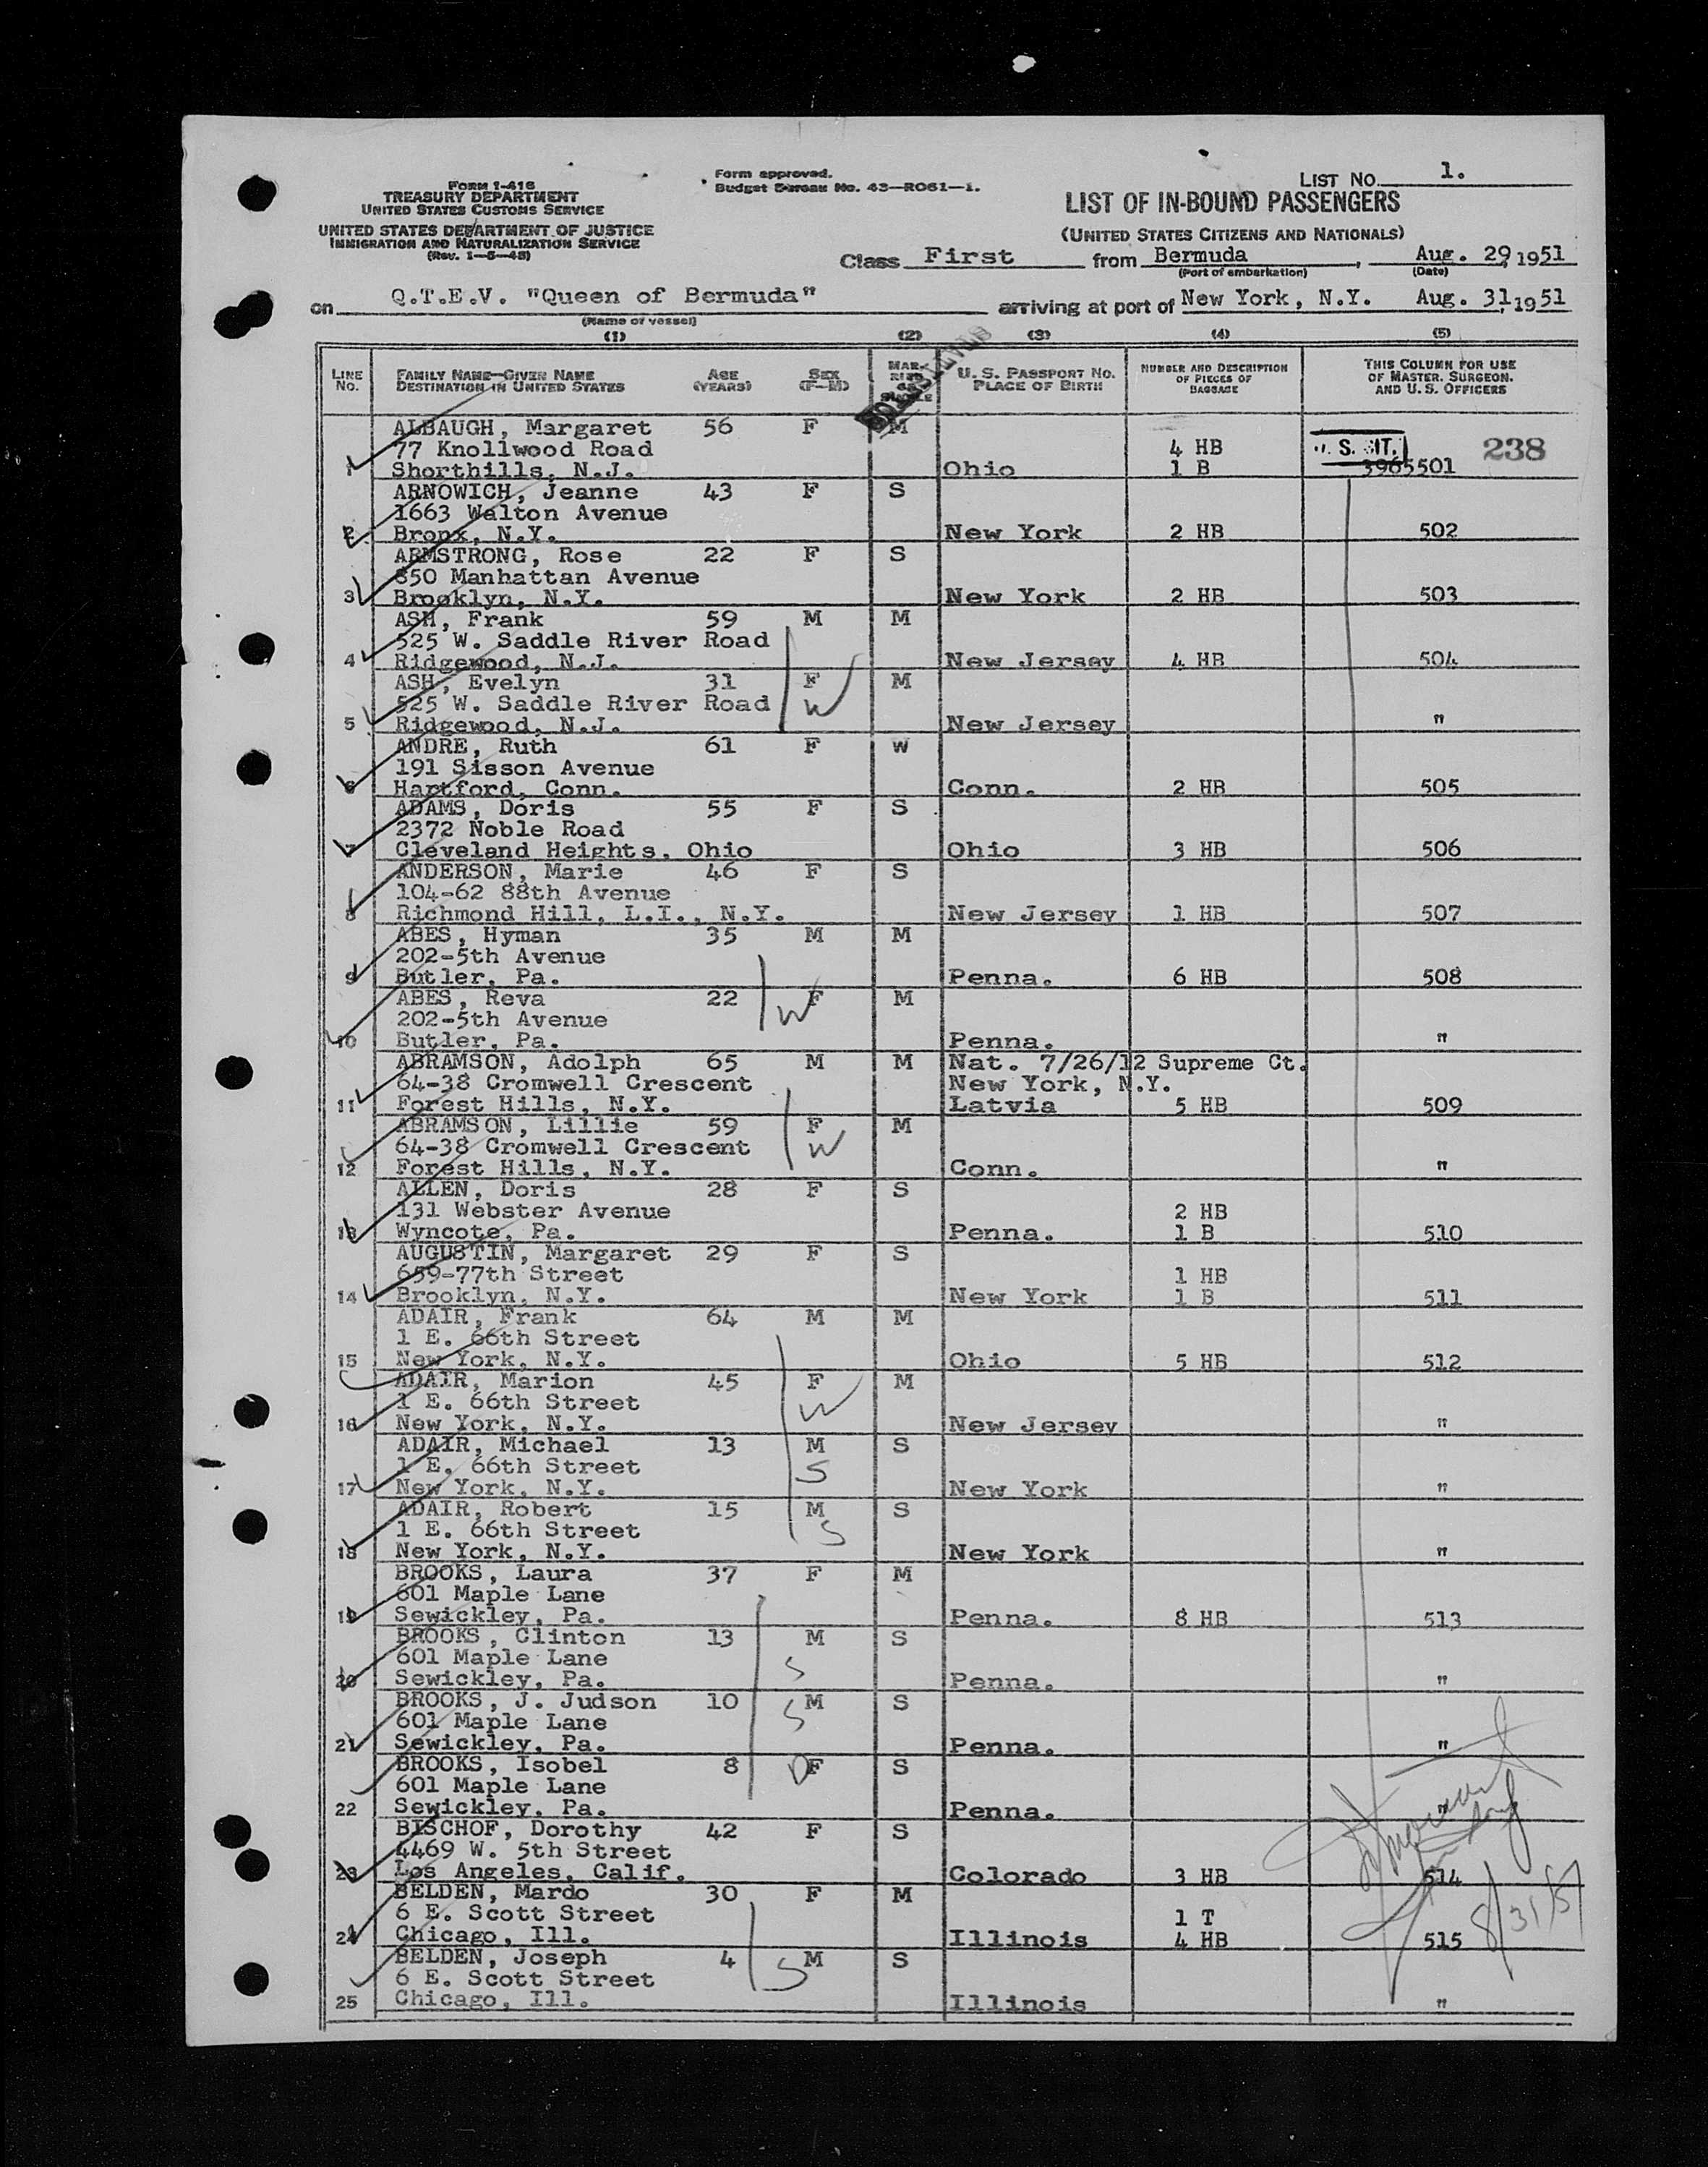 FORM I-416
TREASURY DEPARTMENT
UNITED STATES CUSTOMS SERVICE
UNITED STATES DEPARTMENT OF JUSTICE
IMMIGRATION AND NATURALIZATION SERVICE
(Rev. 1-5-48)
Form approved.
Budget Bureau No. 43—R061—1.
LIST NO. 1.
LIST OF IN-BOUND PASSENGERS
(UNITED STATES CITIZENS AND NATIONALS)
Class First from Bermuda, Aug. 29, 1951
(Port of embarkation) (Date)
on Q.T.E.V. "Queen of Bermuda" arriving at port of New York, N.Y. Aug. 31, 1951
(Name of vessel)
(1) (2) (3) (4) (5)
LINE NO.
FAMILY NAME—GIVEN NAME
DESTINATION IN UNITED STATES
AGE (YEARS)
SEX (F—M)
MARRIED OR SINGLE
U. S. PASSPORT NO.
PLACE OF BIRTH
NUMBER AND DESCRIPTION OF PIECES OF BAGGAGE
THIS COLUMN FOR USE OF MASTER, SURGEON, AND U. S. OFFICERS
ALBAUGH, Margaret 56 F M
77 Knollwood Road 4 HB U. S. CIT. 238
1 Shorthills, N.J. Ohio 1 B 3965501
ARNOWICH, Jeanne 43 F S
1663 Walton Avenue
2 Bronx, N.Y. New York 2 HB 502
ARMSTRONG, Rose 22 F S
850 Manhattan Avenue
3 Brooklyn, N.Y. New York 2 HB 503
ASH, Frank 59 M M
525 W. Saddle River Road
4 Ridgewood, N.J. New Jersey 4 HB 504
ASH, Evelyn 31 F M
525 W. Saddle River Road W
5 Ridgewood, N.J. New Jersey "
ANDRE, Ruth 61 F W
191 Sisson Avenue
6 Hartford, Conn. Conn. 2 HB 505
ADAMS, Doris 55 F S
2372 Noble Road
7 Cleveland Heights, Ohio Ohio 3 HB 506
ANDERSON, Marie 46 F S
104-62 88th Avenue
8 Richmond Hill, L.I., N.Y. New Jersey 1 HB 507
ABES, Hyman 35 M M
202-5th Avenue
9 Butler, Pa. Penna. 6 HB 508
ABES, Reva 22 F M
202-5th Avenue W
10 Butler, Pa. Penna. "
ABRAMSON, Adolph 65 M M Nat. 7/26/12 Supreme Ct.
64-38 Cromwell Crescent New York, N.Y.
11 Forest Hills, N.Y. Latvia 5 HB 509
ABRAMSON, Lillie 59 F M
64-38 Cromwell Crescent W
12 Forest Hills, N.Y. Conn. "
ALLEN, Doris 28 F S
131 Webster Avenue 2 HB
13 Wyncote, Pa. Penna. 1 B 510
AUGUSTIN, Margaret 29 F S
659-77th Street 1 HB
14 Brooklyn, N.Y. New York 1 B 511
ADAIR, Frank 64 M M
1 E. 66th Street
15 New York, N.Y. Ohio 5 HB 512
ADAIR, Marion 45 F M
1 E. 66th Street W
16 New York, N.Y. New Jersey "
ADAIR, Michael 13 M S
1 E. 66th Street S
17 New York, N.Y. New York "
ADAIR, Robert 15 M S
1 E. 66th Street S
18 New York, N.Y. New York "
BROOKS, Laura 37 F M
601 Maple Lane
19 Sewickley, Pa. Penna. 8 HB 513
BROOKS, Clinton 13 M S
601 Maple Lane S
20 Sewickley, Pa. Penna. "
BROOKS, J. Judson 10 M S
601 Maple Lane S
21 Sewickley, Pa. Penna. "
BROOKS, Isobel 8 D F S
601 Maple Lane
22 Sewickley, Pa. Penna. "
BISCHOF, Dorothy 42 F S
4469 W. 5th Street
23 Los Angeles, Calif. Colorado 3 HB 514
BELDEN, Mardo 30 F M
6 E. Scott Street 1 T
24 Chicago, Ill. Illinois 4 HB 515 8/31/51
BELDEN, Joseph 4 S M S
6 E. Scott Street
25 Chicago, Ill. Illinois "